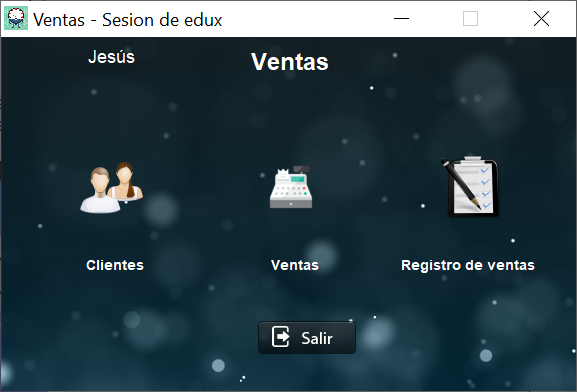 Ventas - Sesion de edux
Jesús
Ventas
Clientes
Ventas
Registro de ventas
Salir